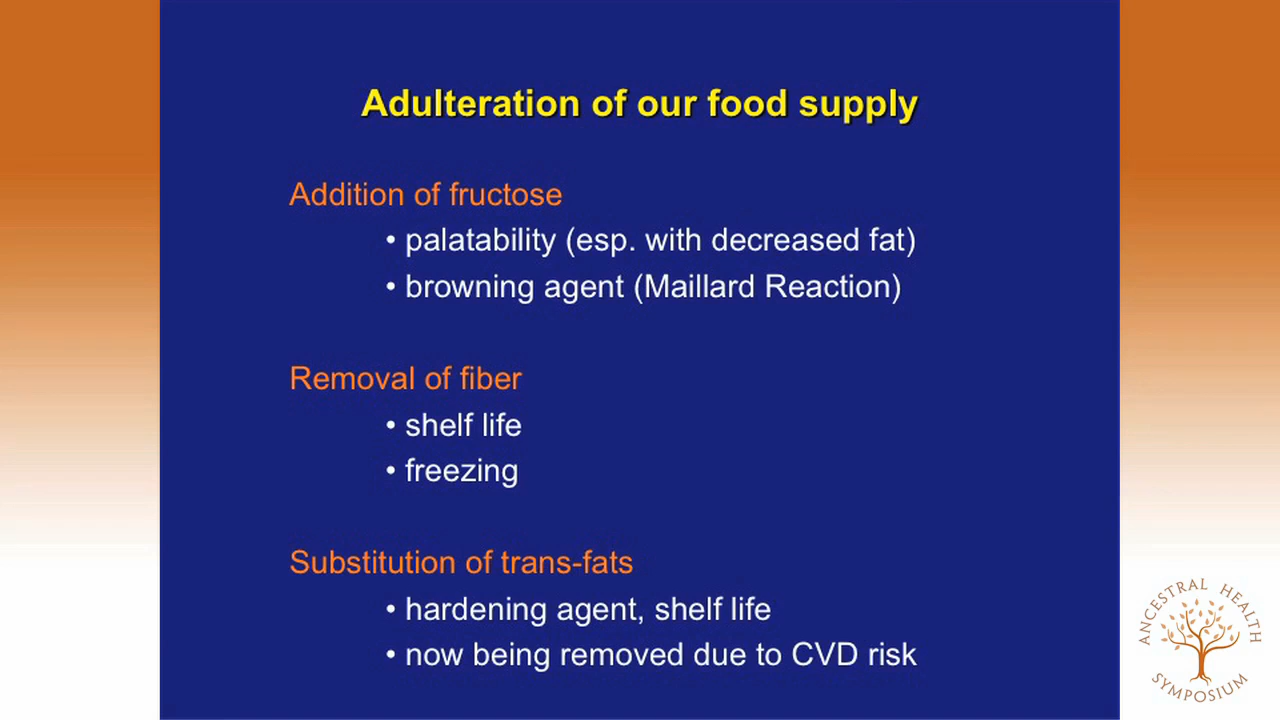 Adulteration of our food supply
Addition of fructose
• palatability (esp. with decreased fat)
• browning agent (Maillard Reaction)
Removal of fiber
• shelf life
• freezing
Substitution of trans-fats
• hardening agent, shelf life
• now being removed due to CVD risk
ANCESTRAL HEALTH
SYMPOSIUM